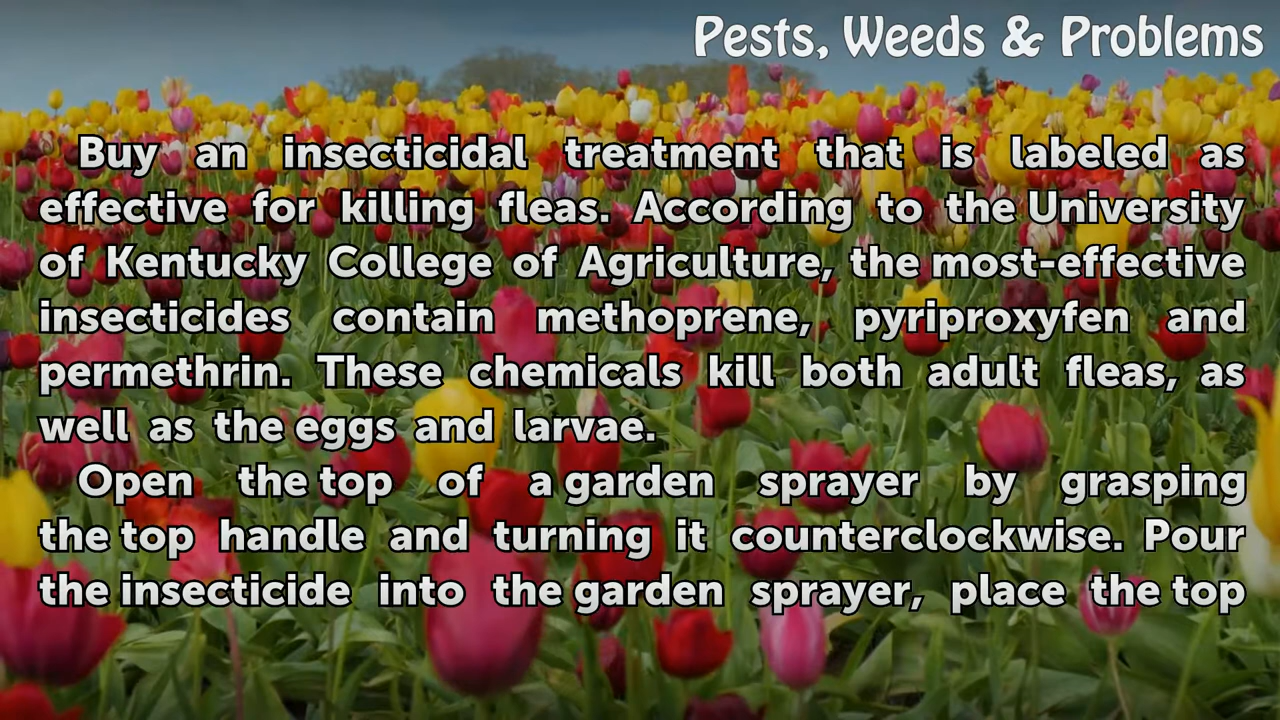 Pests, Weeds & Problems
Buy an insecticidal treatment that is labeled as
effective for killing fleas. According to the University
of Kentucky College of Agriculture, the most-effective
insecticides contain methoprene, pyriproxyfen and
permethrin. These chemicals kill both adult fleas, as
well as the eggs and larvae.
Open the top of a garden sprayer by grasping
the top handle and turning it counterclockwise. Pour
the insecticide into the garden sprayer, place the top